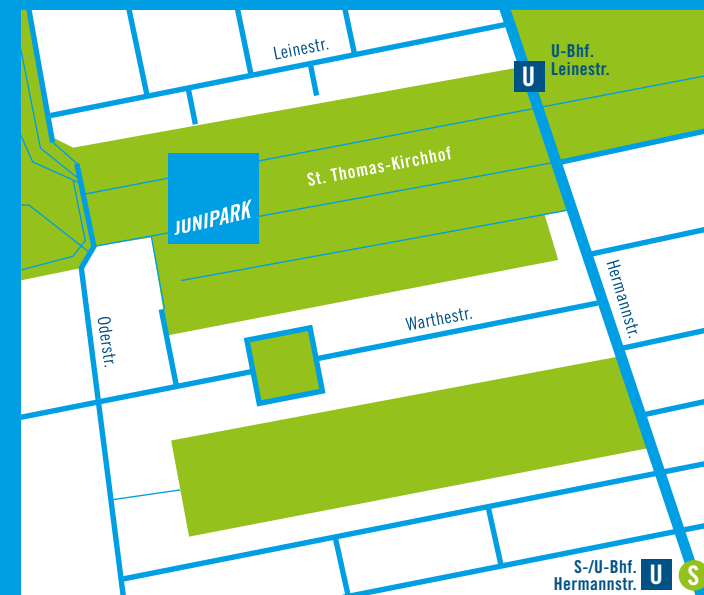 Leinestr.
U-Bhf.
Leinestr.
U
St. Thomas-Kirchhof
JUNIPARK
Hermannstr.
Warthestr.
Oderstr.
S-/U-Bhf.
Hermannstr.
U
S